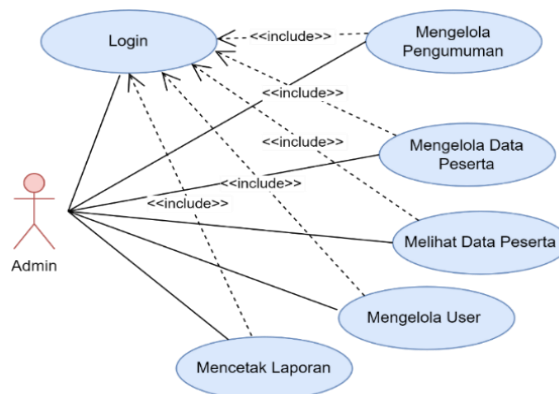 Login
<<include>>
Mengelola
Pengumuman
<<include>>
<<include>>
Mengelola Data
Peserta
<<include>>
<<include>>
Admin
Melihat Data Peserta
Mengelola User
Mencetak Laporan